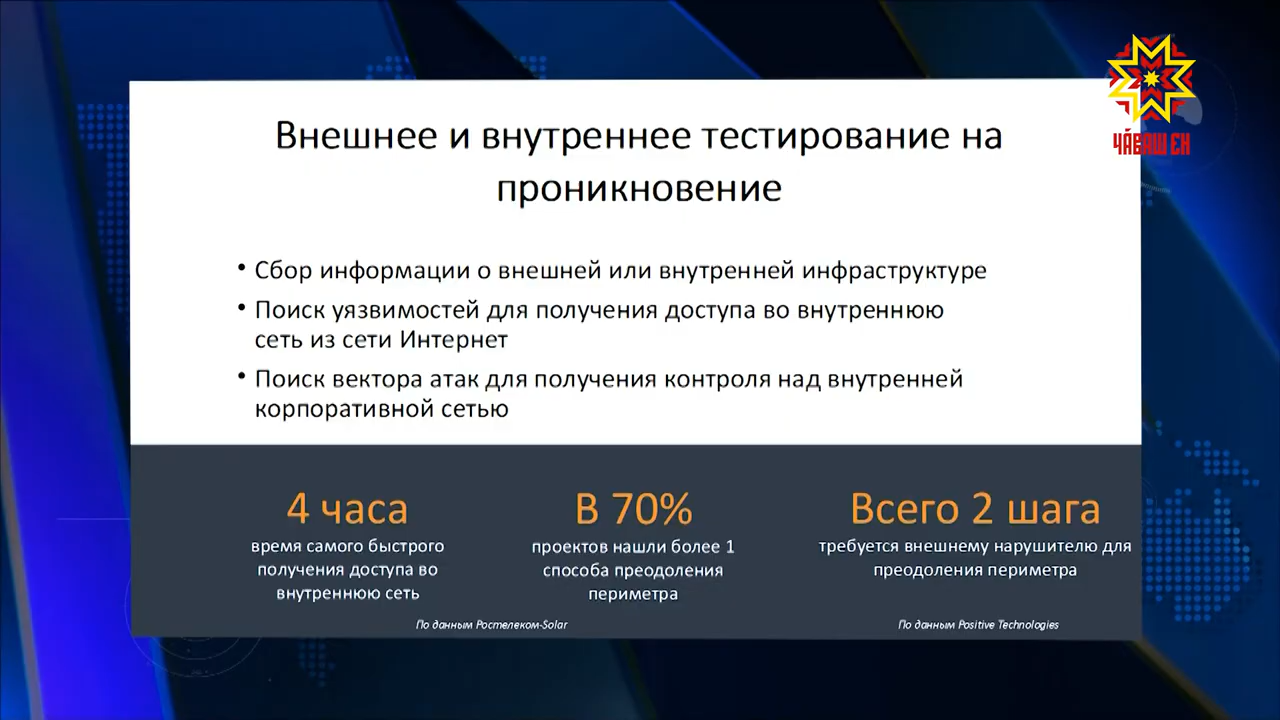 ЧӐВАШ ЕН
Внешнее и внутреннее тестирование на
проникновение
• Сбор информации о внешней или внутренней инфраструктуре
• Поиск уязвимостей для получения доступа во внутреннюю
сеть из сети Интернет
• Поиск вектора атак для получения контроля над внутренней
корпоративной сетью
4 часа
время самого быстрого
получения доступа во
внутреннюю сеть
В 70%
проектов нашли более 1
способа преодоления
периметра
По данным Ростелеком-Solar
Всего 2 шага
требуется внешнему нарушителю для
преодоления периметра
По данным Positive Technologies